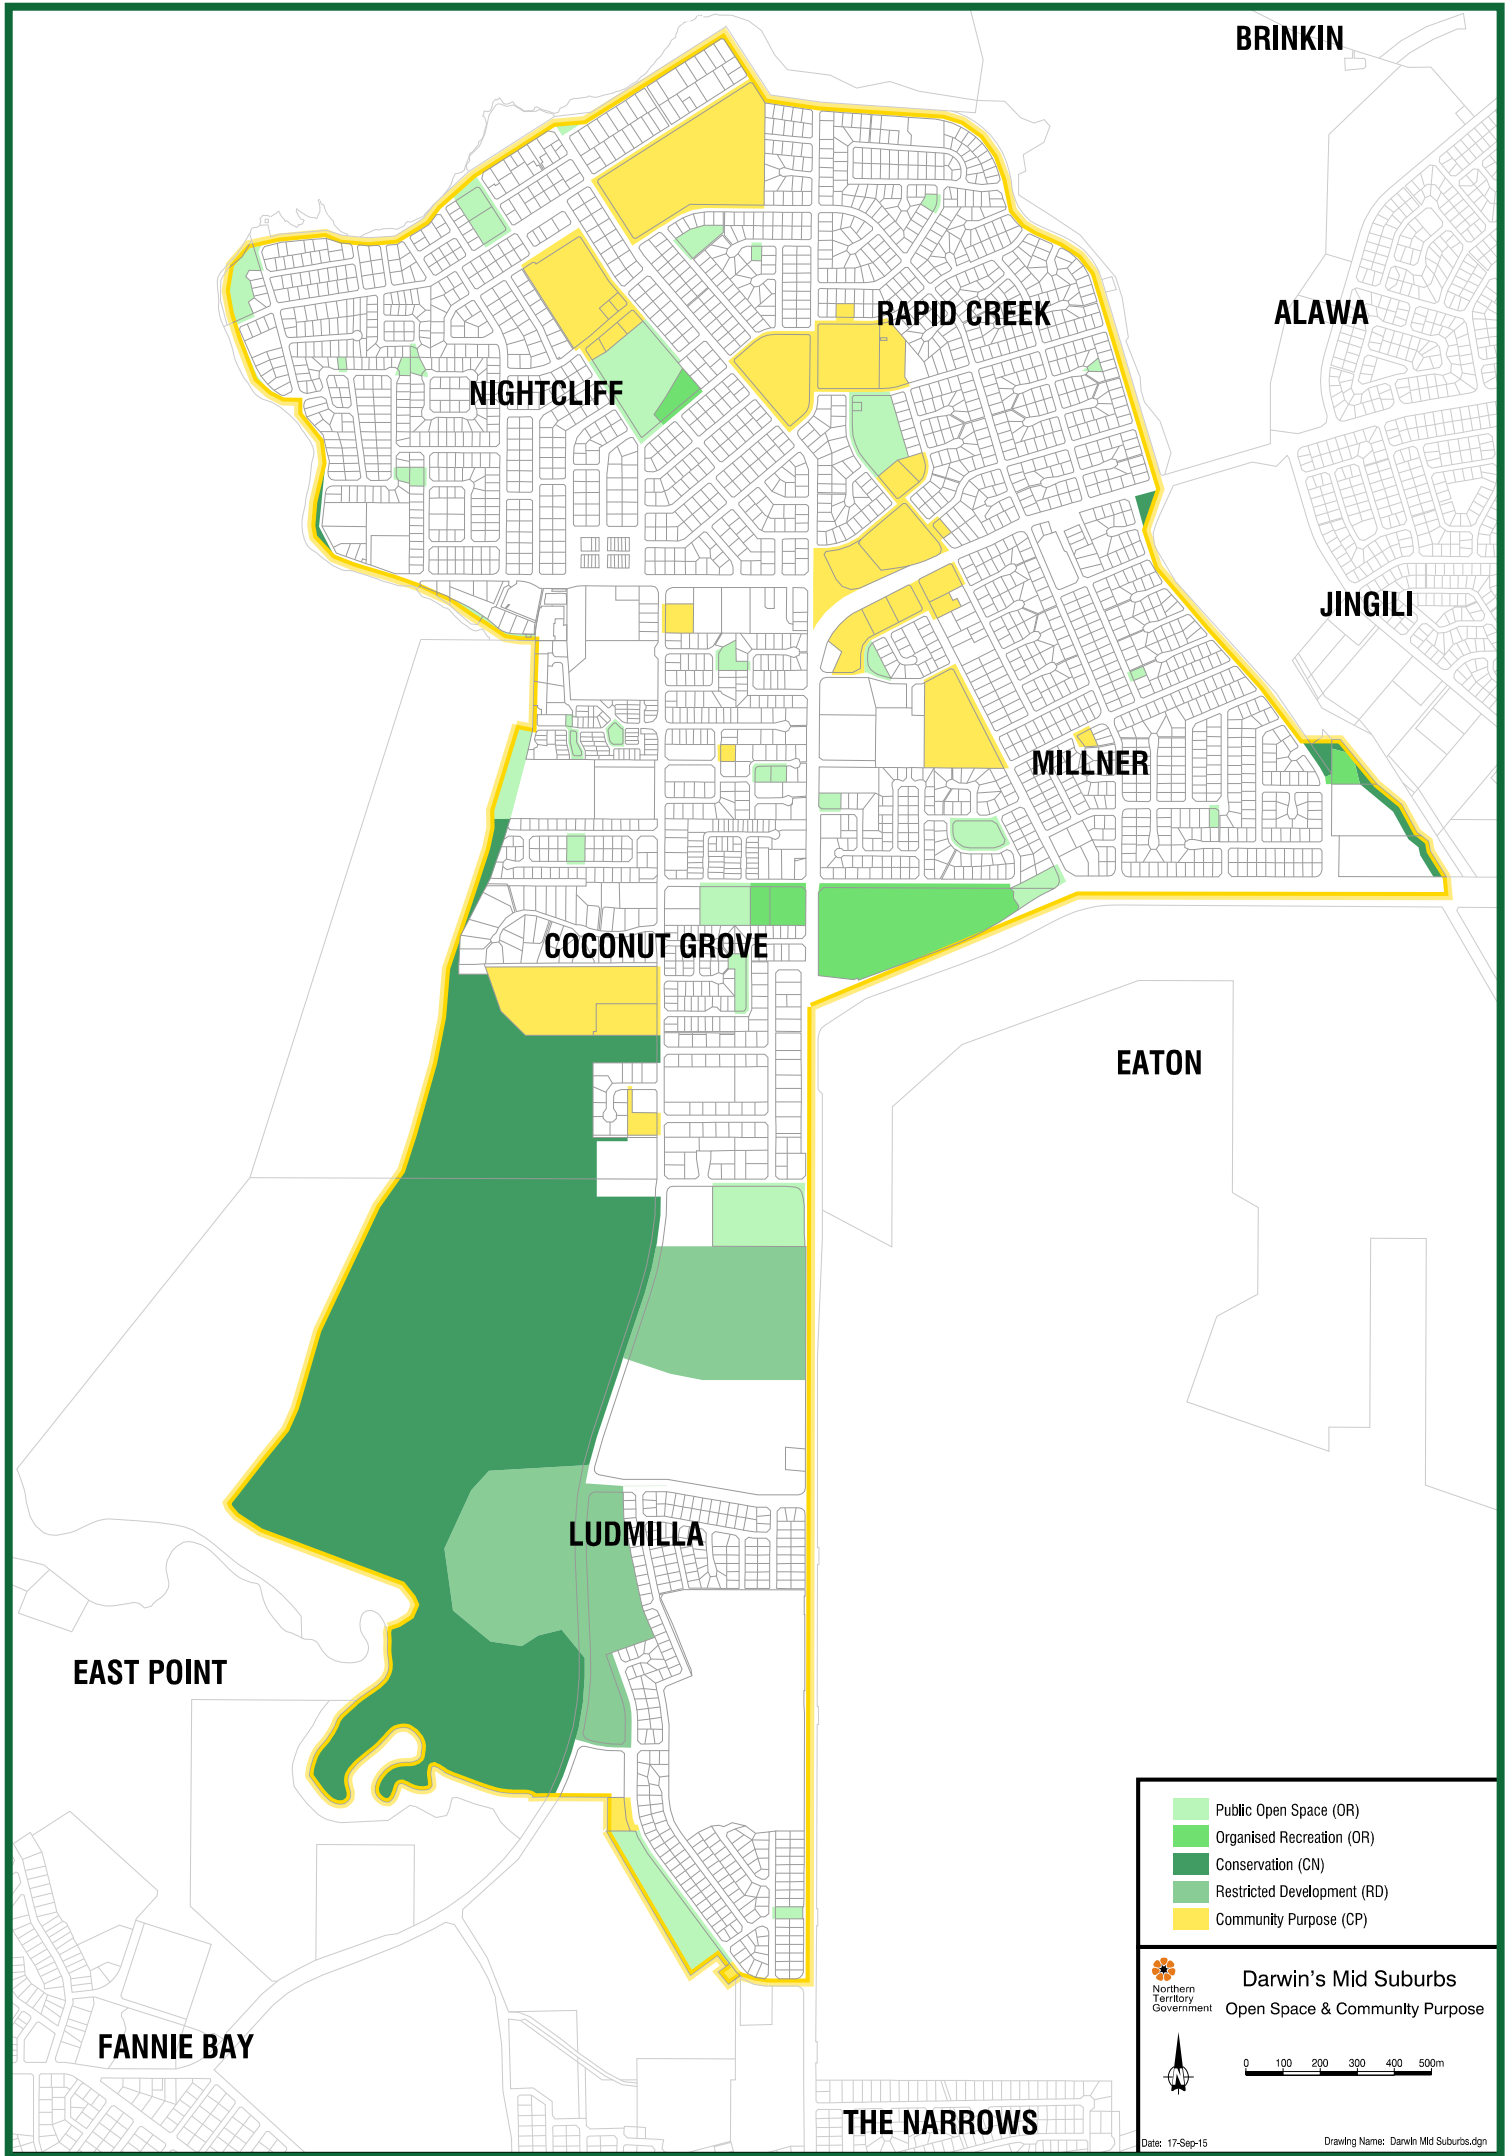 BRINKIN
RAPID CREEK
ALAWA
NIGHTCLIFF
JINGILI
MILLNER
COCONUT GROVE
EATON
LUDMILLA
EAST POINT
Public Open Space (OR)
Organised Recreation (OR)
Conservation (CN)
Restricted Development (RD)
Community Purpose (CP)
Northern
Territory
Government
Darwin's Mid Suburbs
Open Space & Community Purpose
FANNIE BAY
N
0 100 200 300 400 500m
THE NARROWS
Date: 17-Sep-15
Drawing Name: Darwin Mid Suburbs.dgn